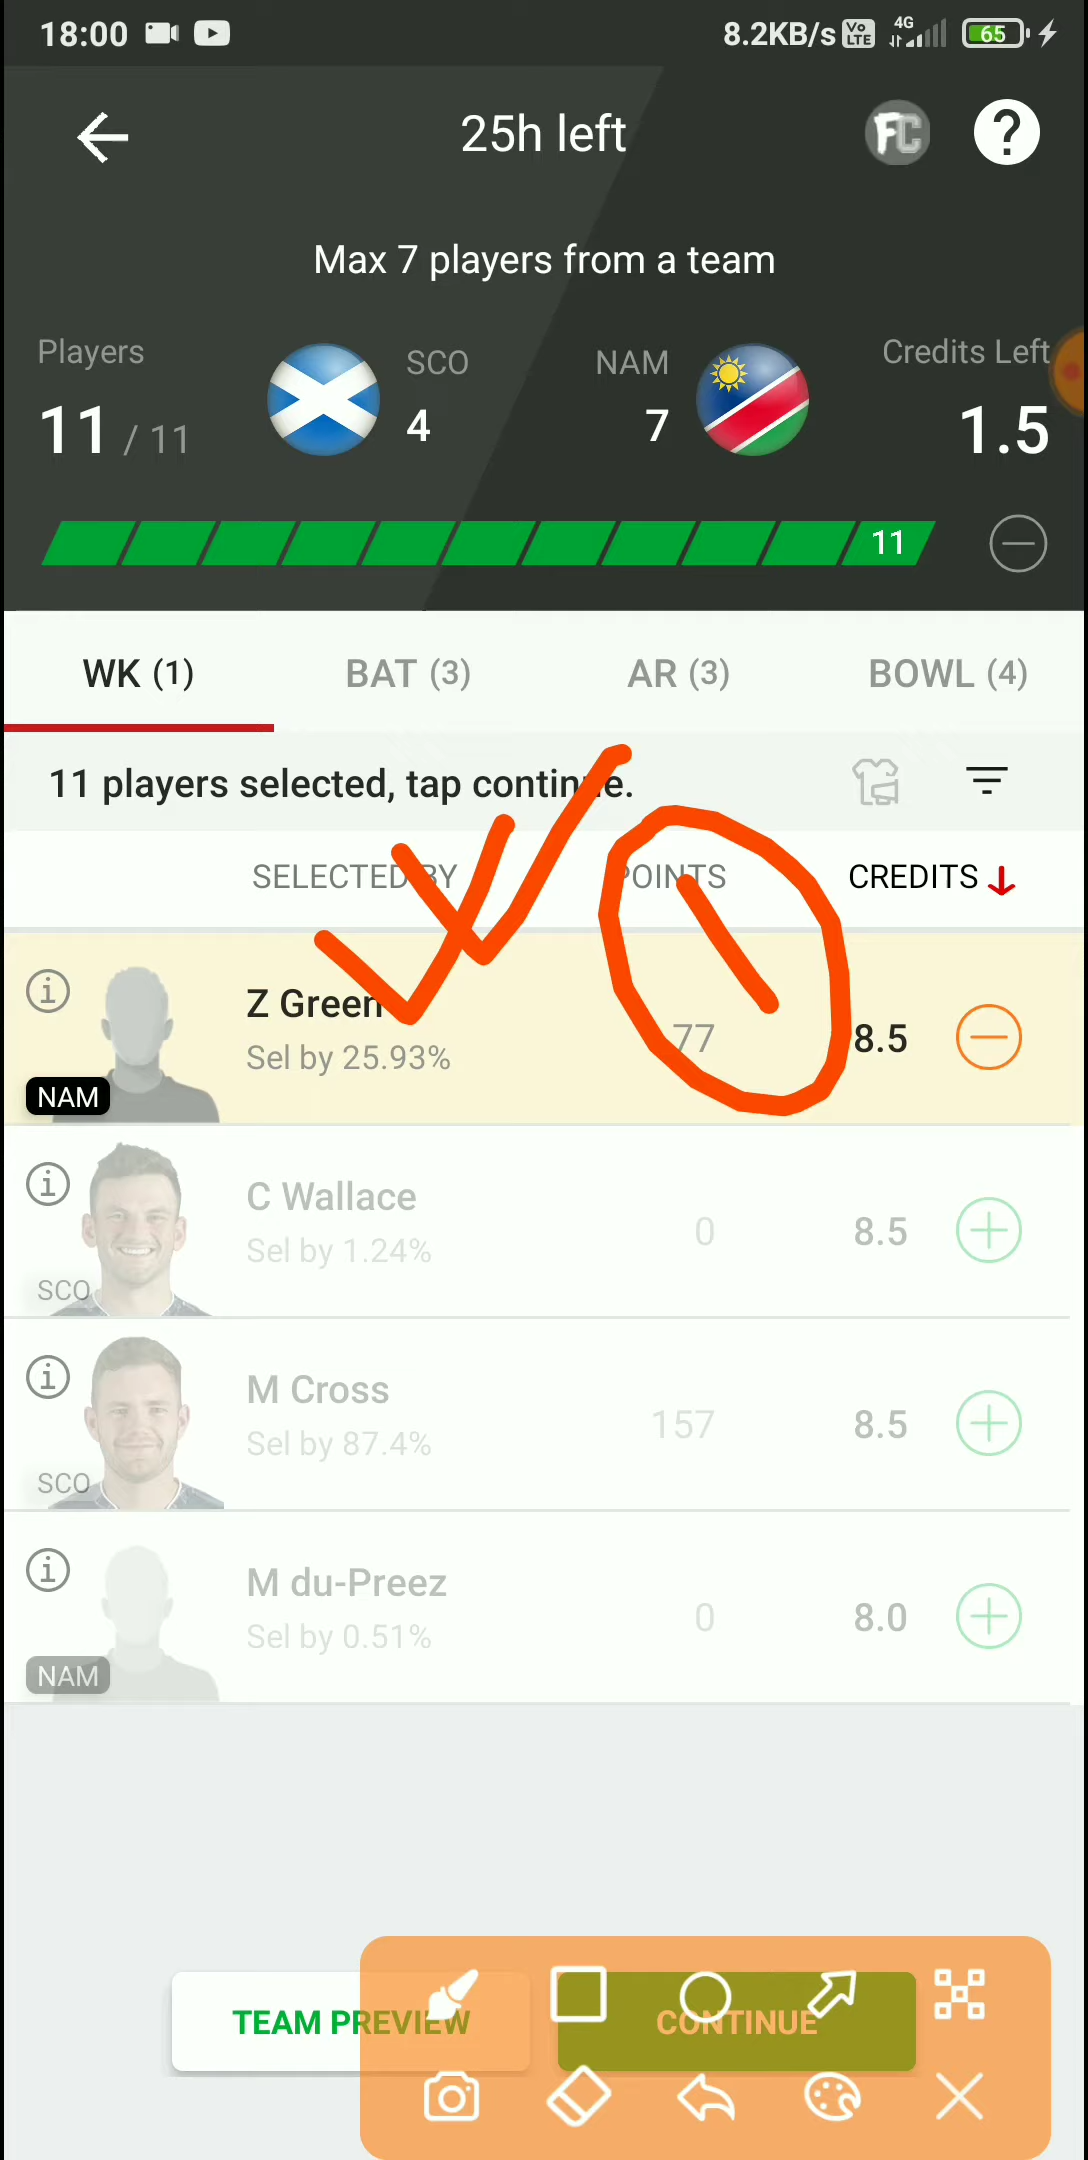 18:00
8.2KB/s Vo LTE 4G 65
25h left
FC ?
Max 7 players from a team
Players SCO NAM Credits Left
11 / 11 4 7 1.5
11
WK (1) BAT (3) AR (3) BOWL (4)
11 players selected, tap continue.
SELECTED BY POINTS CREDITS
Z Green
Sel by 25.93% 77 8.5
NAM
C Wallace
Sel by 1.24% 0 8.5
SCO
M Cross
Sel by 87.4% 157 8.5
SCO
M du-Preez
Sel by 0.51% 0 8.0
NAM
TEAM PREVIEW CONTINUE